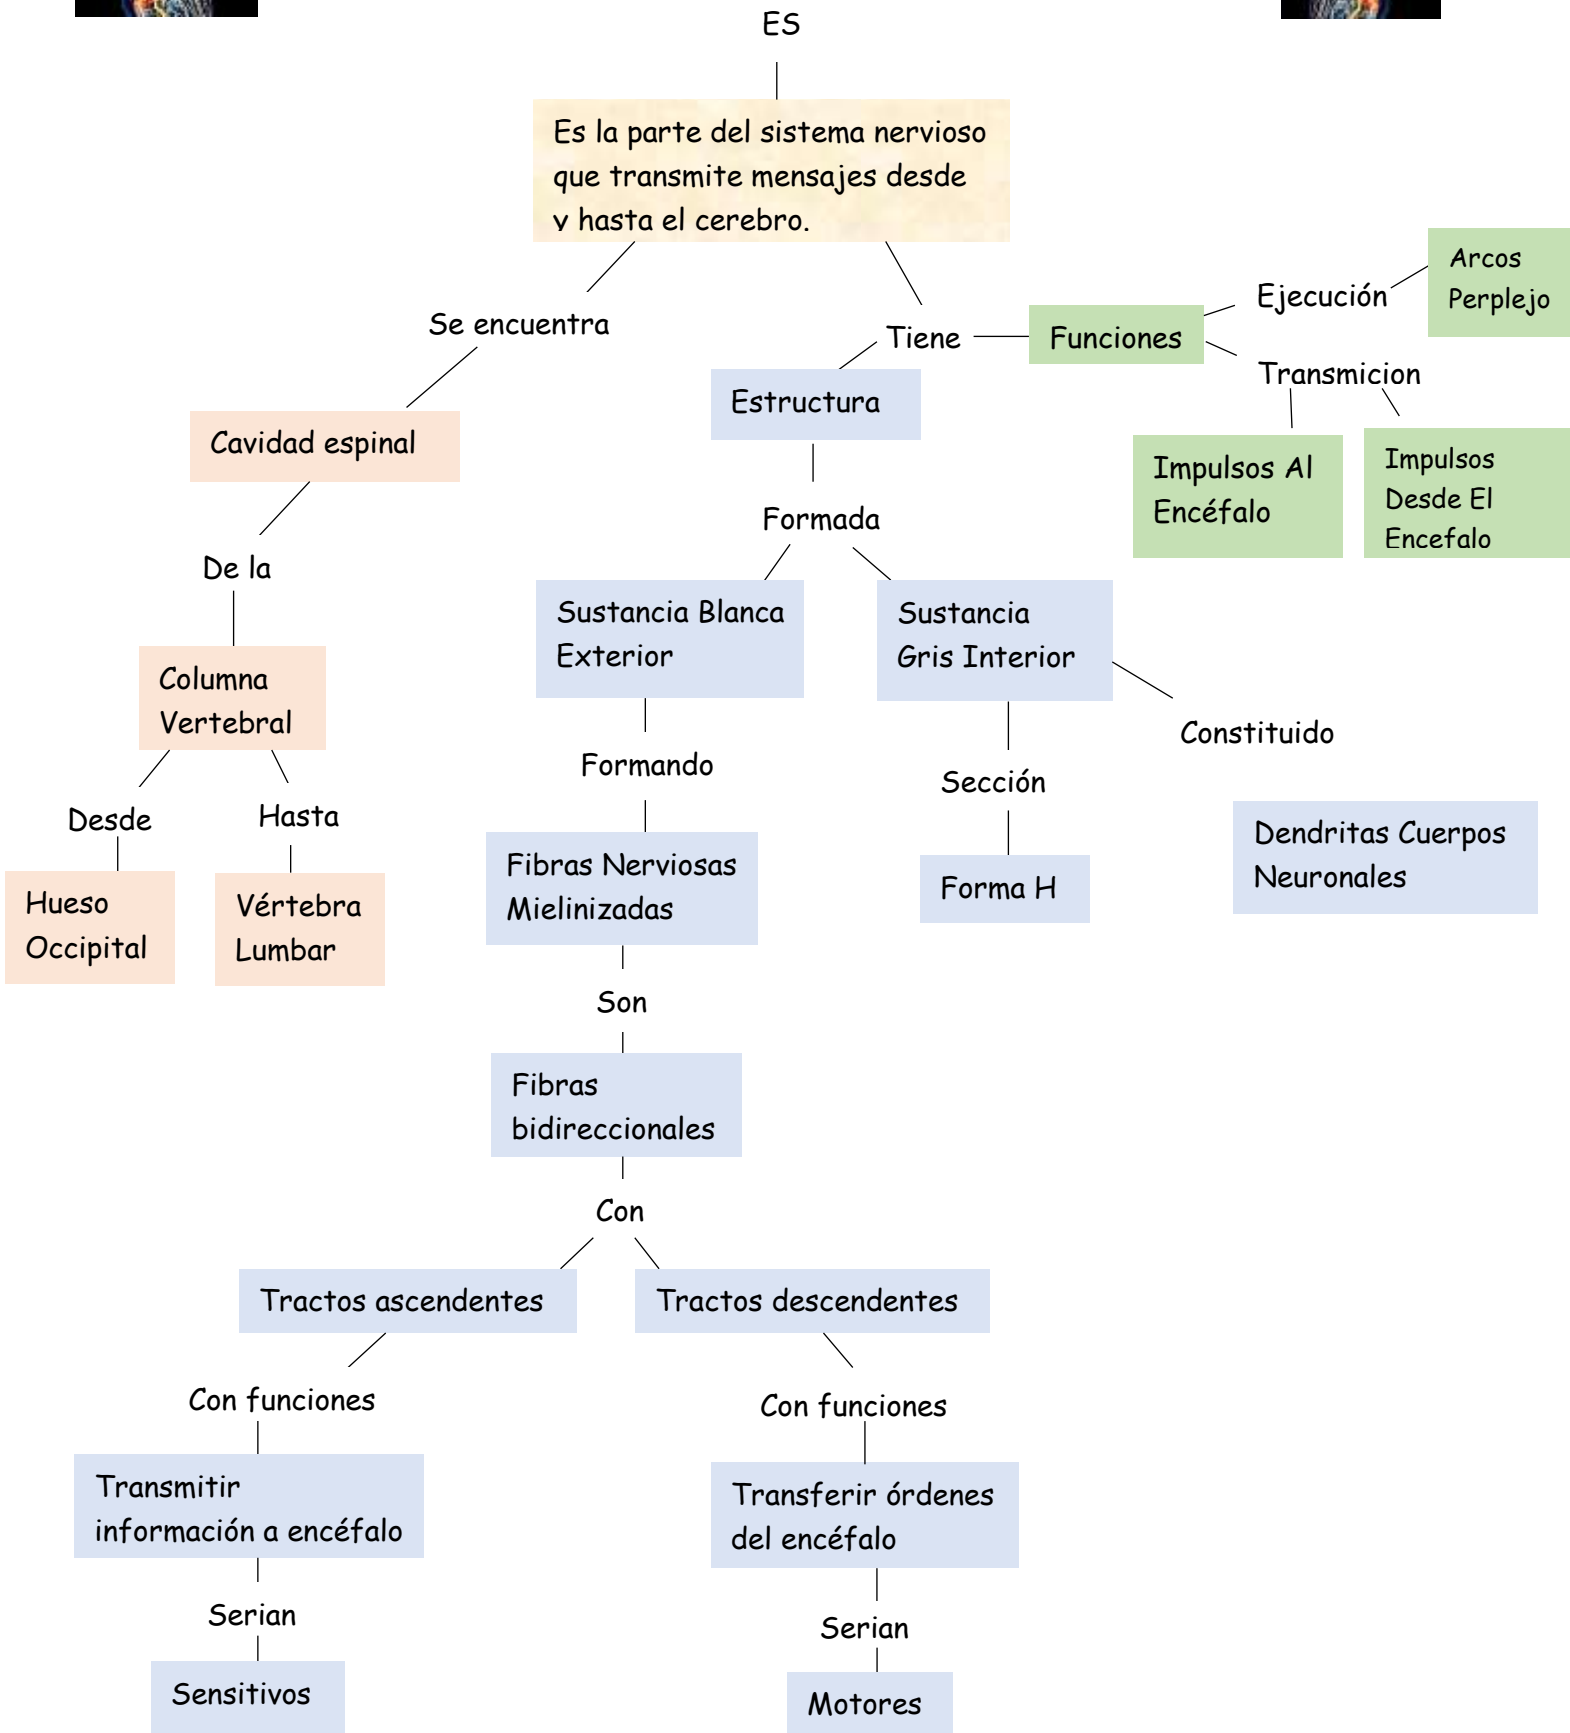 ES
Es la parte del sistema nervioso
que transmite mensajes desde
y hasta el cerebro.
Se encuentra
Cavidad espinal
De la
Columna
Vertebral
Desde
Hueso
Occipital
Hasta
Vértebra
Lumbar
Tiene
Funciones
Ejecución
Arcos
Perplejo
Transmicion
Impulsos Al
Encéfalo
Impulsos
Desde El
Encefalo
Estructura
Formada
Sustancia Blanca
Exterior
Formando
Fibras Nerviosas
Mielinizadas
Son
Fibras
bidireccionales
Con
Tractos ascendentes
Con funciones
Transmitir
información a encéfalo
Serian
Sensitivos
Tractos descendentes
Con funciones
Transferir órdenes
del encéfalo
Serian
Motores
Sustancia
Gris Interior
Sección
Forma H
Constituido
Dendritas Cuerpos
Neuronales